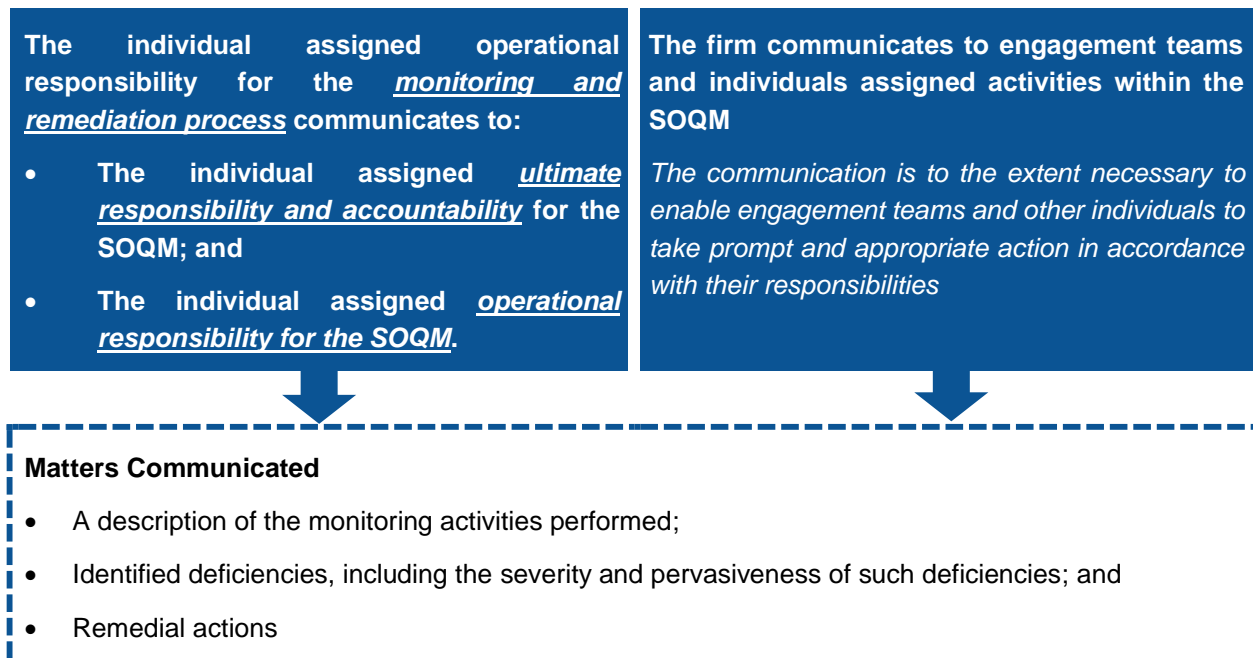 The individual assigned operational
responsibility for the monitoring and
remediation process communicates to:
• The individual assigned ultimate
responsibility and accountability for the
SOQM; and
• The individual assigned operational
responsibility for the SOQM.
The firm communicates to engagement teams
and individuals assigned activities within the
SOQM
The communication is to the extent necessary to
enable engagement teams and other individuals to
take prompt and appropriate action in accordance
with their responsibilities
Matters Communicated
• A description of the monitoring activities performed;
• Identified deficiencies, including the severity and pervasiveness of such deficiencies; and
• Remedial actions